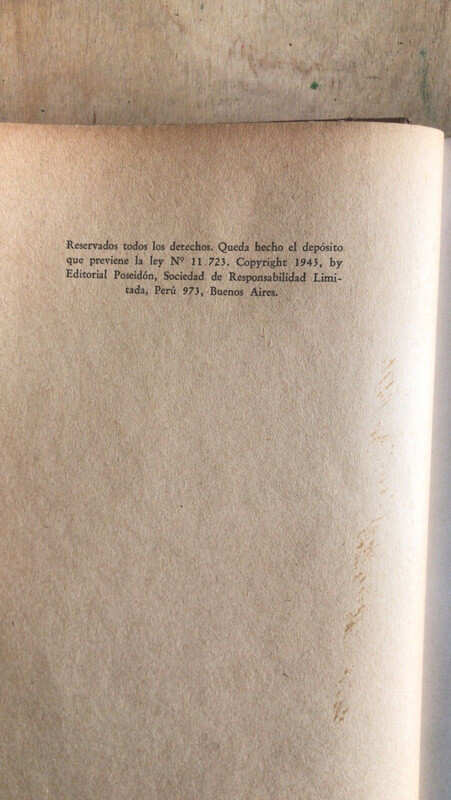 Reservados todos los derechos. Queda hecho el depósito
que previene la ley Nº 11.723. Copyright 1945, by
Editorial Poseidón, Sociedad de Responsabilidad Limi-
tada, Perú 973, Buenos Aires.